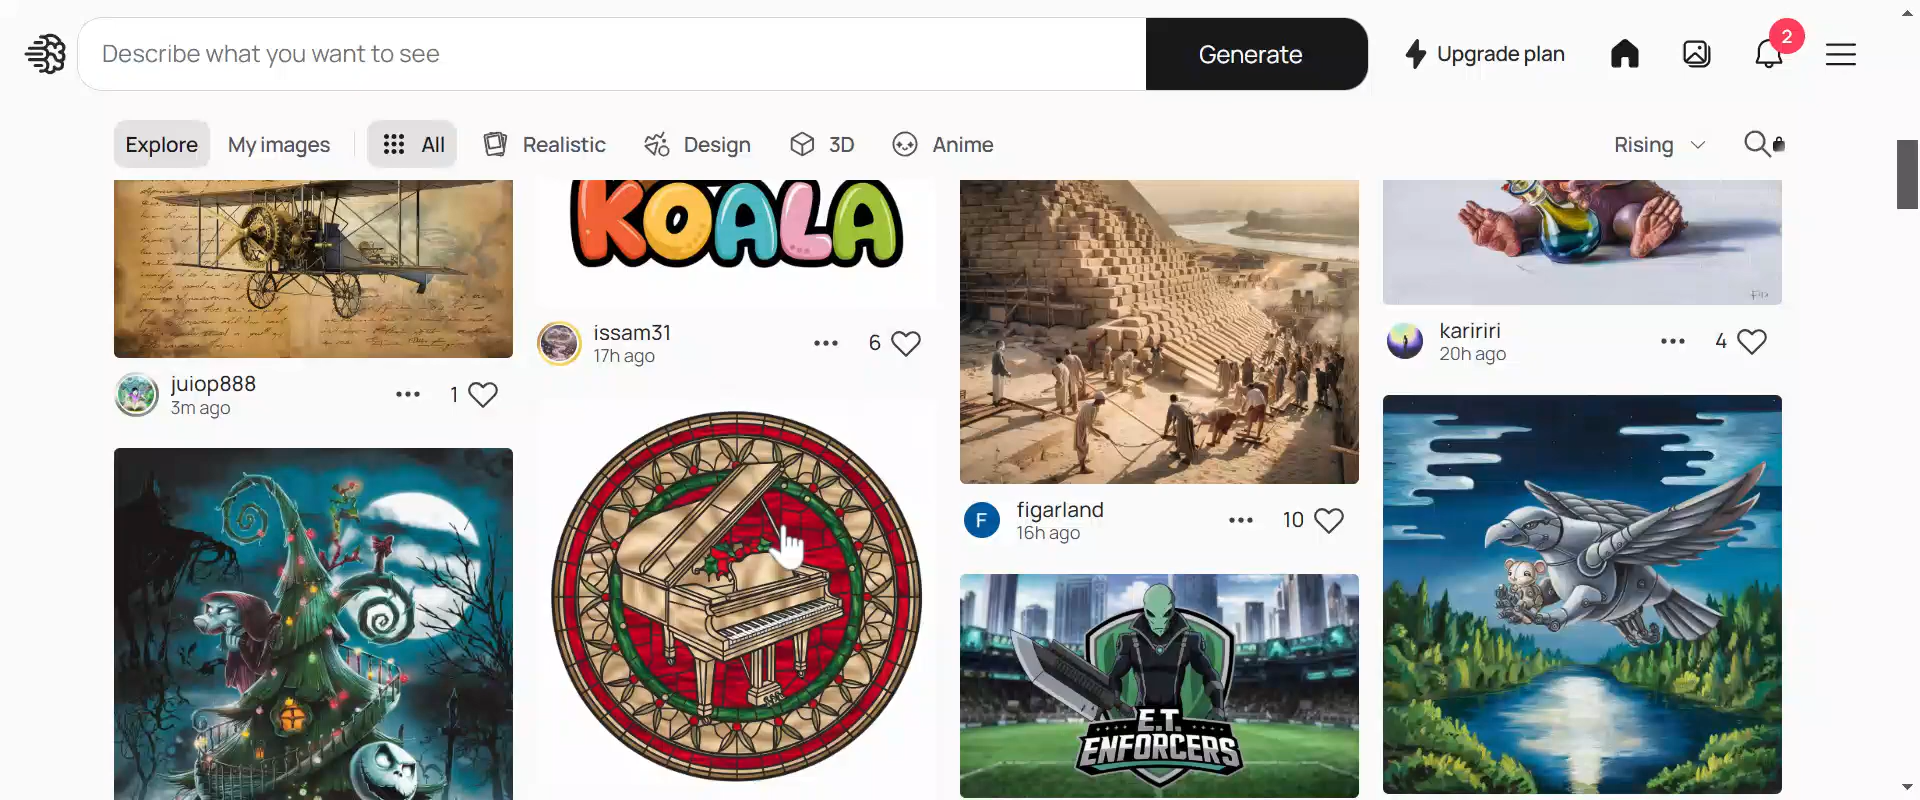 Describe what you want to see
Generate
Upgrade plan
2
Explore
My images
All
Realistic
Design
3D
Anime
Rising
KOALA
issam31
17h ago
6
juiop888
3m ago
1
F
figarland
16h ago
10
karirіri
20h ago
4
E.T.
ENFORCERS